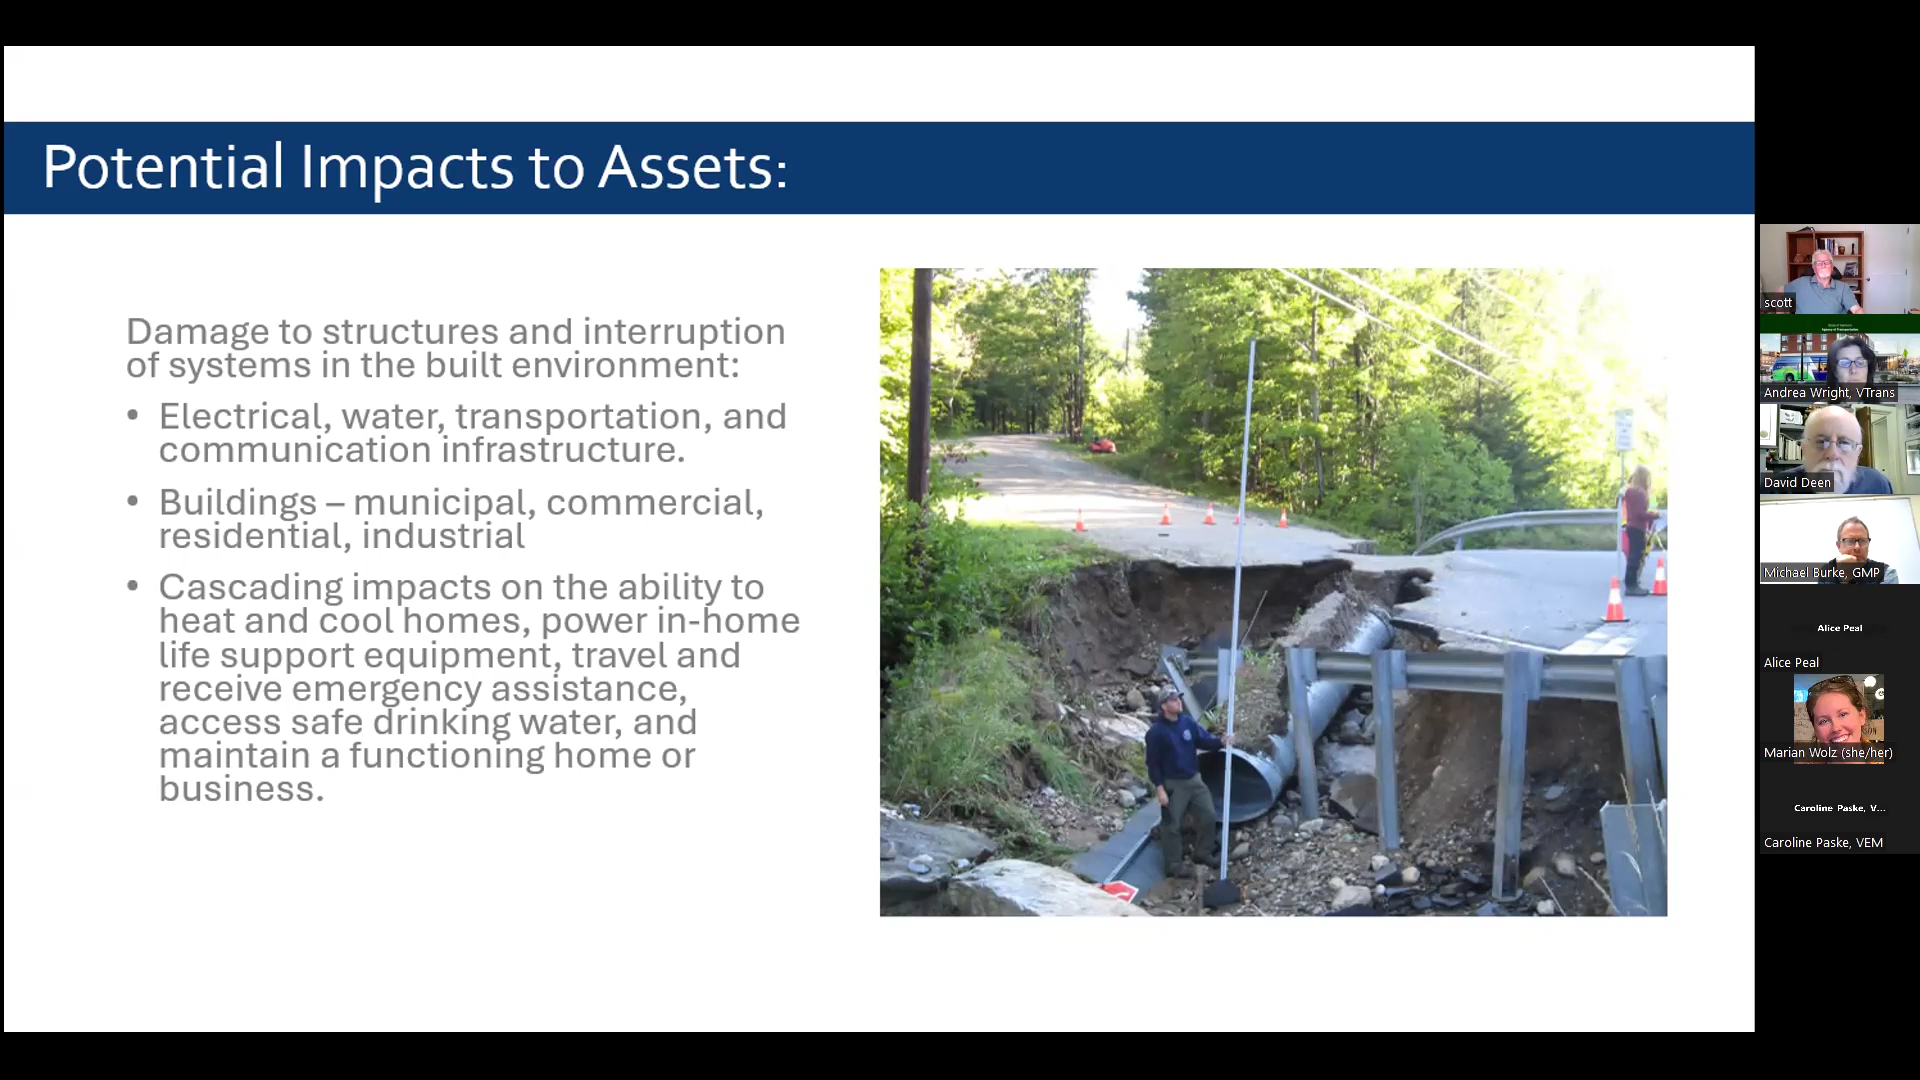 Potential Impacts to Assets:
Damage to structures and interruption
of systems in the built environment:
• Electrical, water, transportation, and
communication infrastructure.
• Buildings – municipal, commercial,
residential, industrial
• Cascading impacts on the ability to
heat and cool homes, power in-home
life support equipment, travel and
receive emergency assistance,
access safe drinking water, and
maintain a functioning home or
business.
scott
Andrea Wright, VTrans
David Deen
Michael Burke, GMP
Alice Peal
Alice Peal
Marian Wolz (she/her)
Caroline Paske, V...
Caroline Paske, VEM